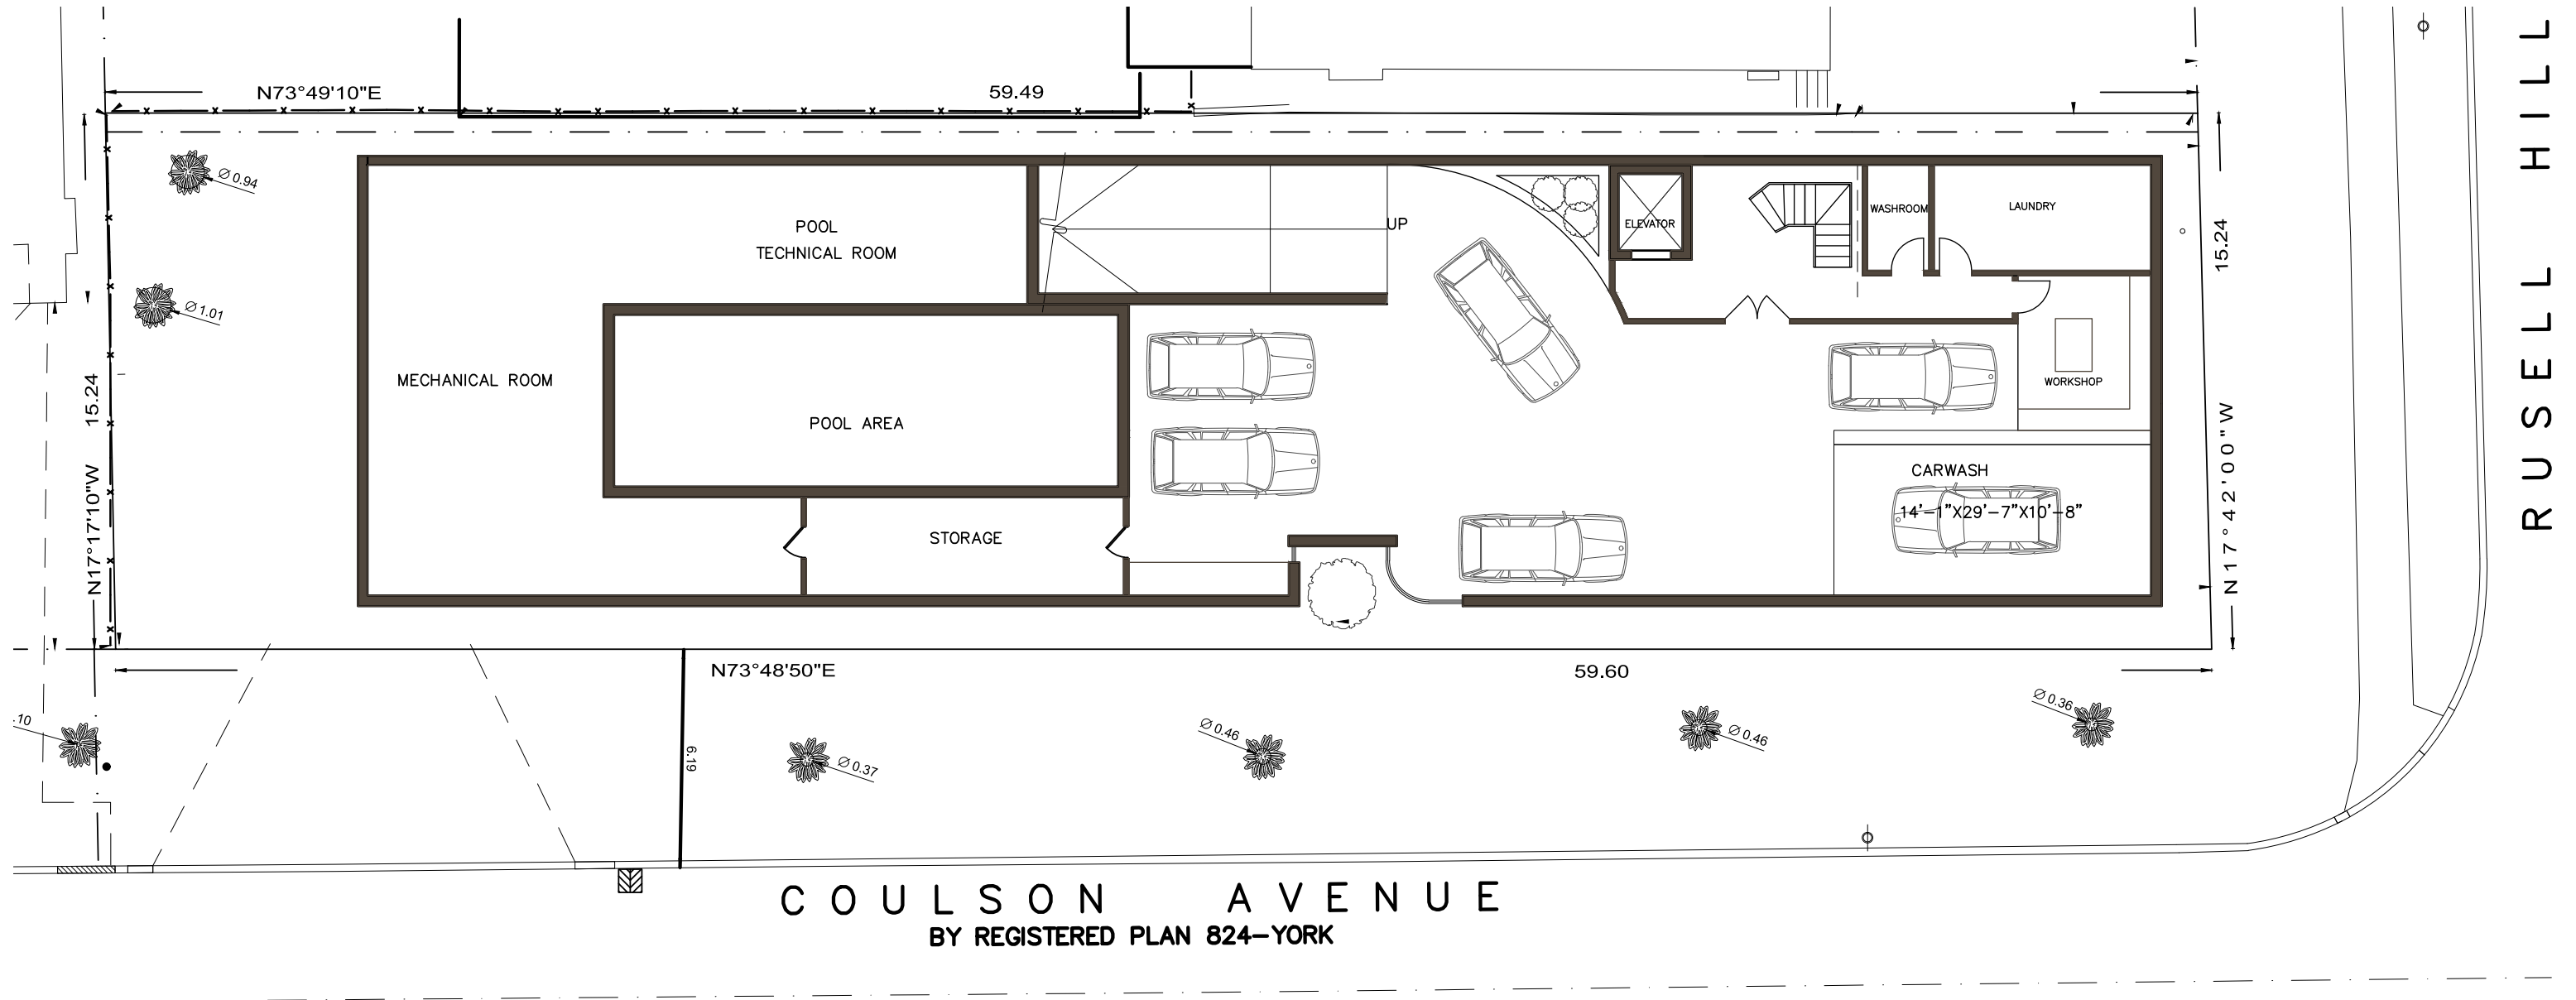 N73°49'10"E
59.49
Ø 0.94
POOL
TECHNICAL ROOM
UP
ELEVATOR
WASHROOM
LAUNDRY
15.24
Ø 1.01
MECHANICAL ROOM
POOL AREA
WORKSHOP
15.24
N17°17'10"W
CARWASH
14'-1"X29'-7"X10'-8"
STORAGE
N17°42'00"W
RUSELL HILL
N73°48'50"E
59.60
.10
6.19
Ø 0.37
Ø 0.46
Ø 0.46
Ø 0.36
COULSON AVENUE
BY REGISTERED PLAN 824-YORK